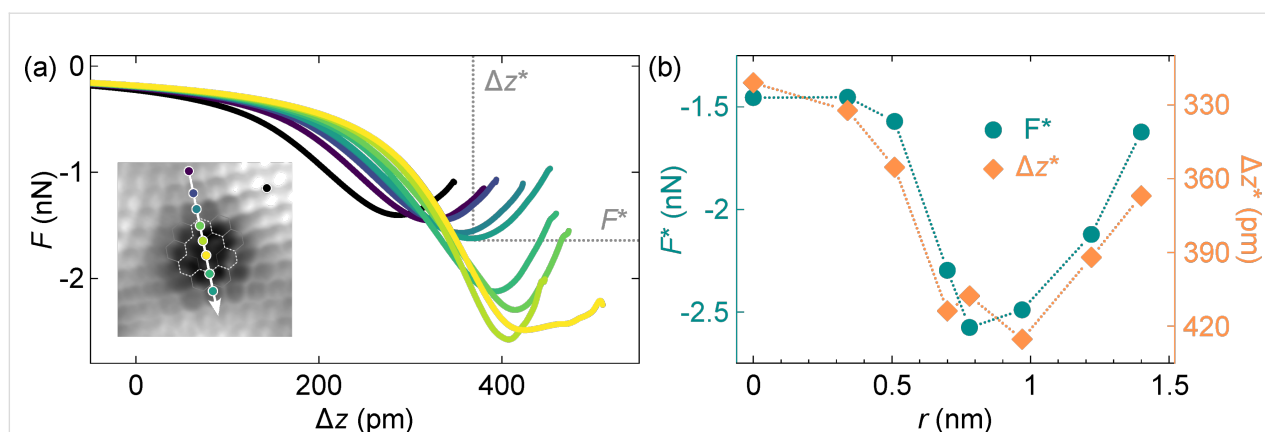 (a)
0
-1
-2
F (nN)
Δz*
F*
0
200
400
Δz (pm)
(b)
-1.5
-2
-2.5
F* (nN)
F*
Δz*
330
360
390
420
Δz* (pm)
0
0.5
1
1.5
r (nm)